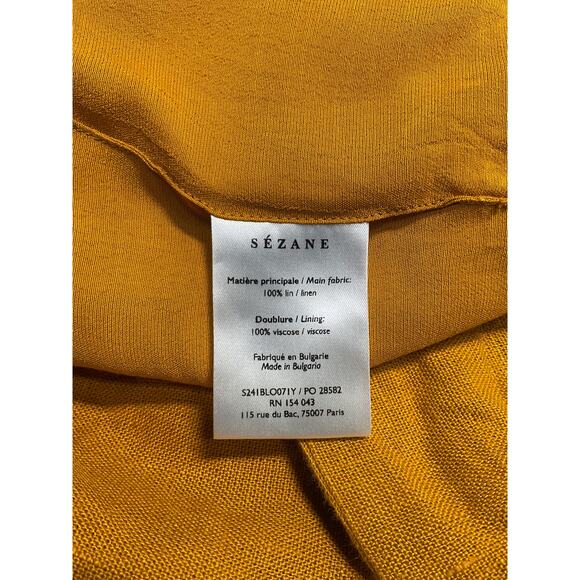 SÉZANE
Matière principale / Main fabric:
100% lin / linen
Doublure / Lining:
100% viscose / viscose
Fabriqué en Bulgarie
Made in Bulgaria
S241BLO071Y / PO 28582
RN 154 043
115 rue du Bac, 75007 Paris